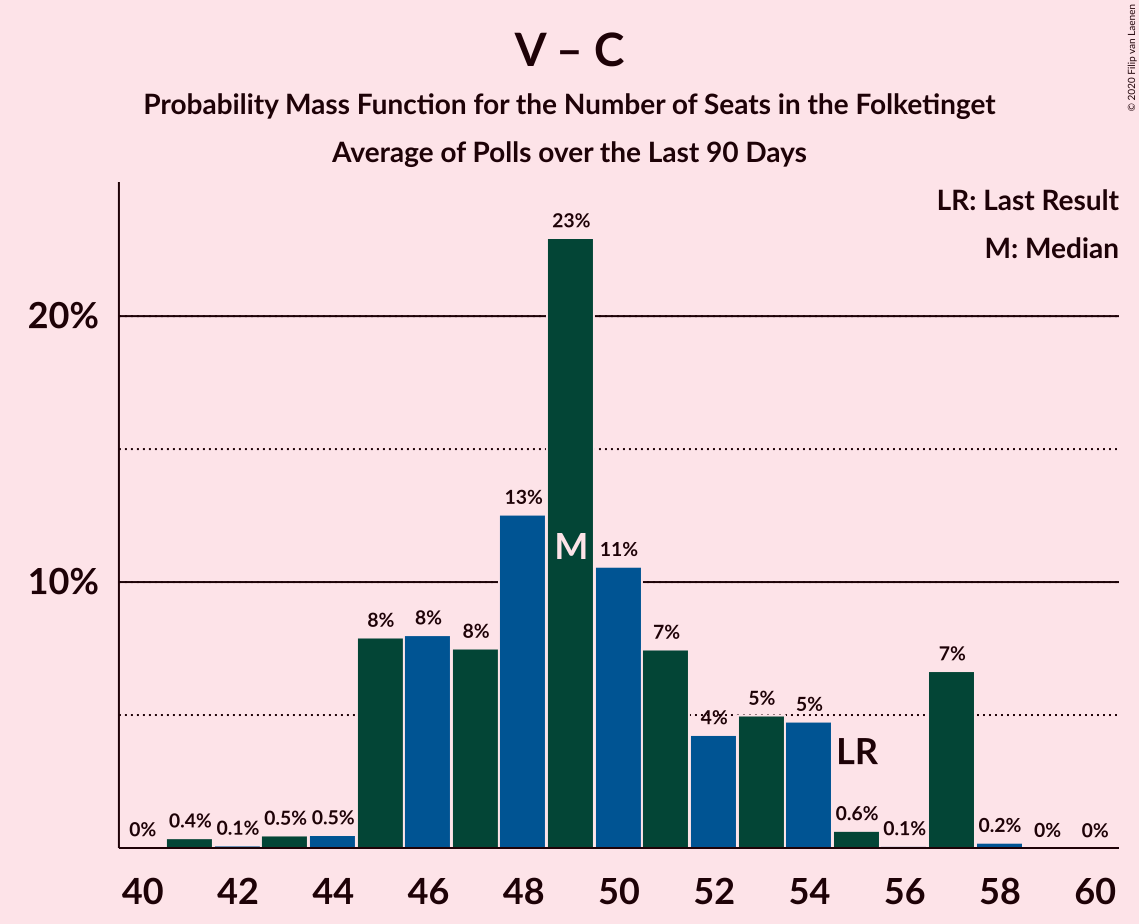 V – C
Probability Mass Function for the Number of Seats in the Folketinget
Average of Polls over the Last 90 Days
© 2020 Filip van Laenen
LR: Last Result
M: Median
20%
10%
0%
0.4%
0.1%
0.5%
0.5%
8%
8%
8%
13%
23%
M
11%
7%
4%
5%
5%
LR
0.6%
0.1%
7%
0.2%
0%
0%
40 42 44 46 48 50 52 54 56 58 60